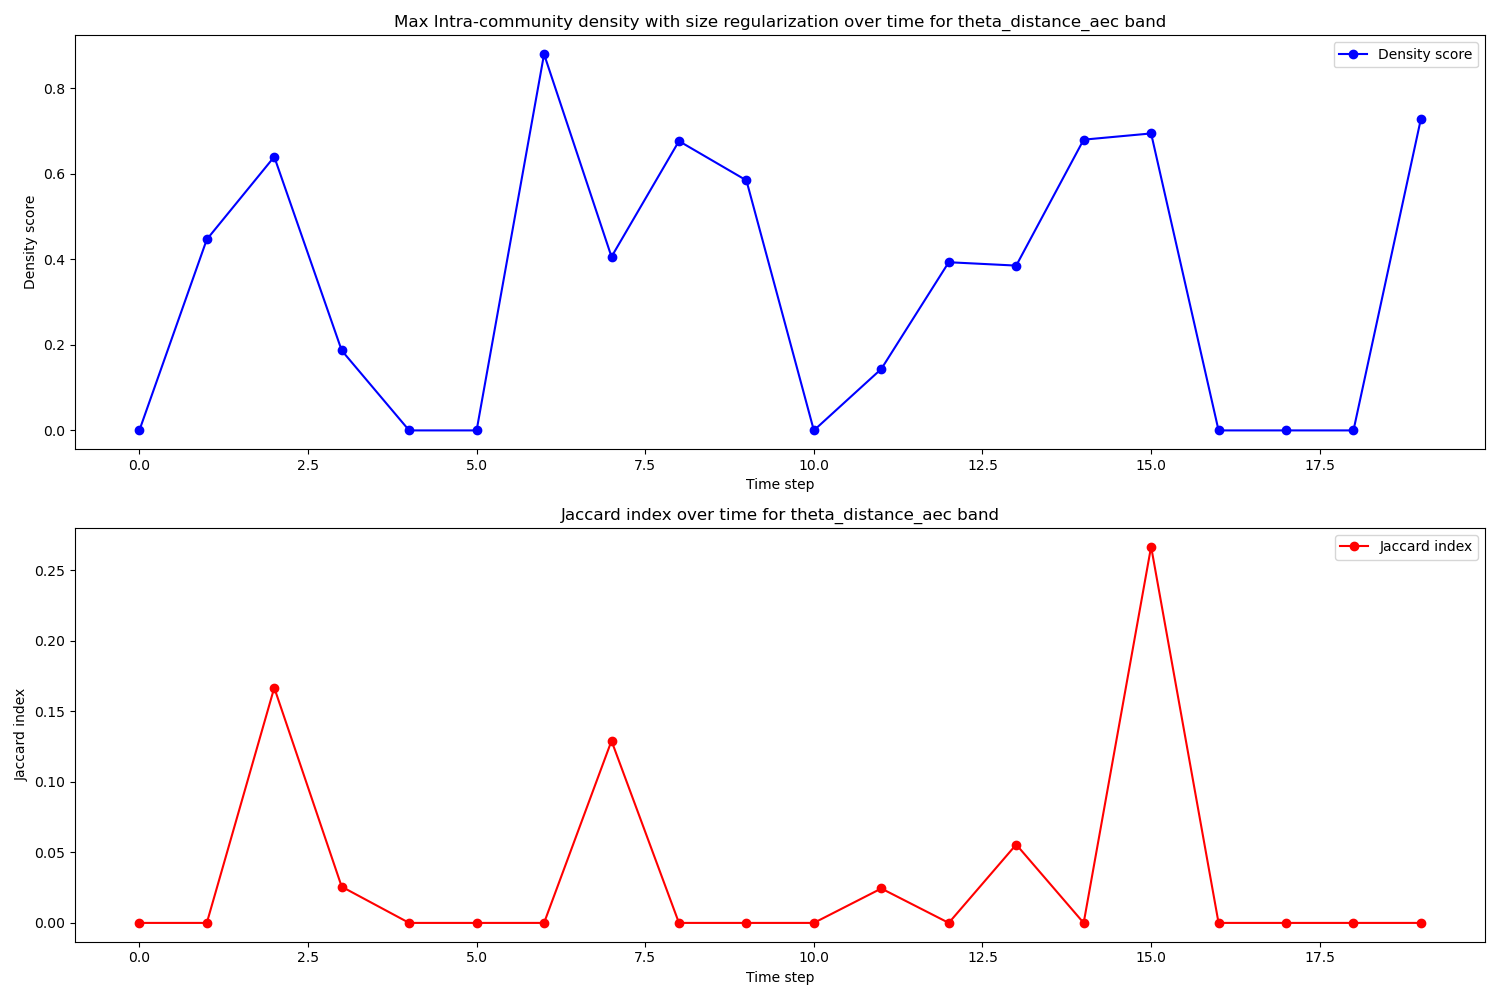 Max Intra-community density with size regularization over time for theta_distance_aec band
Density score
0.8
0.6
0.4
0.2
0.0
Density score
0.0 2.5 5.0 7.5 10.0 12.5 15.0 17.5
Time step
Jaccard index over time for theta_distance_aec band
Jaccard index
0.25
0.20
0.15
0.10
0.05
0.00
Jaccard index
0.0 2.5 5.0 7.5 10.0 12.5 15.0 17.5
Time step